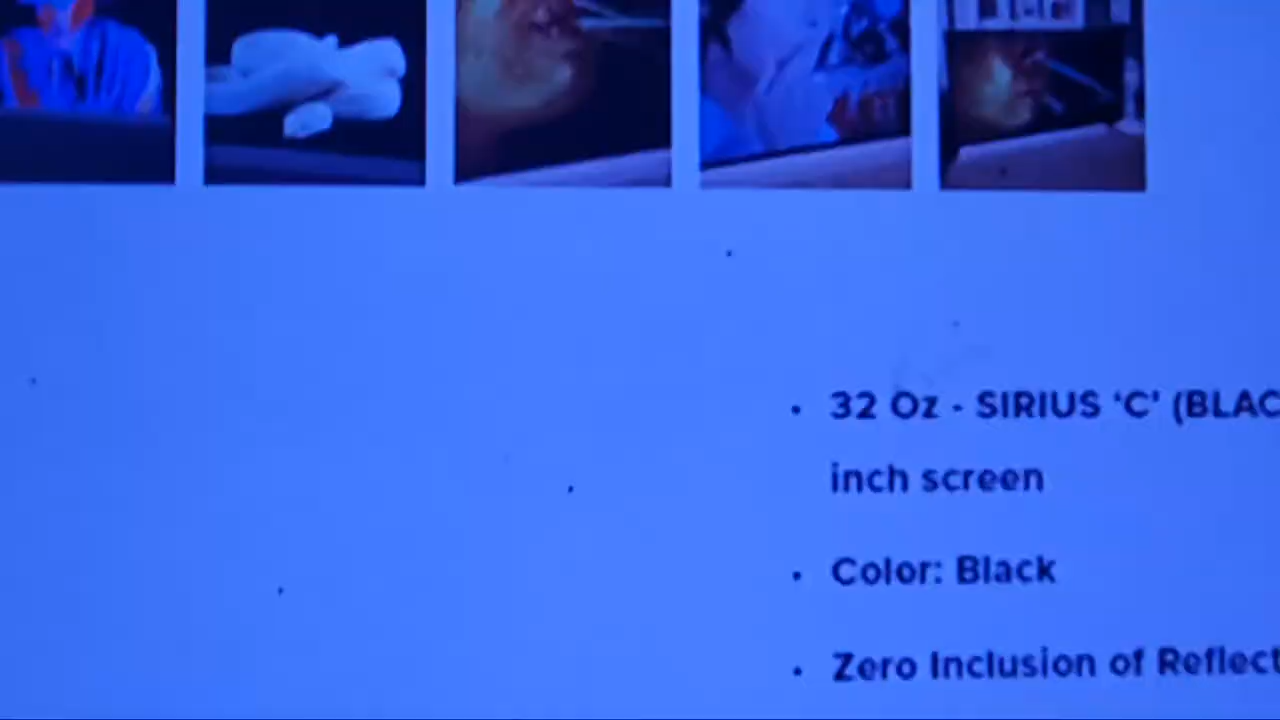 32 Oz - SIRIUS ‘C’ (BLAC
inch screen
Color: Black
Zero Inclusion of Reflect